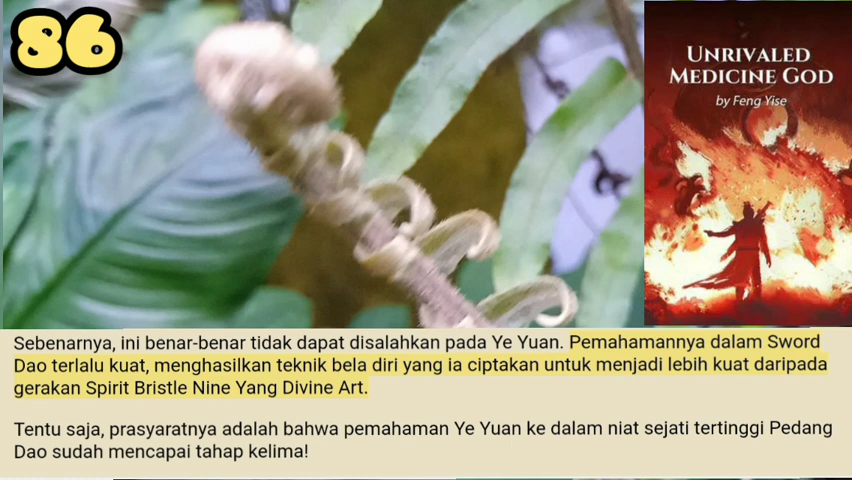 86
UNRIVALED
MEDICINE GOD
by Feng Yise
Sebenarnya, ini benar-benar tidak dapat disalahkan pada Ye Yuan. Pemahamannya dalam Sword
Dao terlalu kuat, menghasilkan teknik bela diri yang ia ciptakan untuk menjadi lebih kuat daripada
gerakan Spirit Bristle Nine Yang Divine Art.
Tentu saja, prasyaratnya adalah bahwa pemahaman Ye Yuan ke dalam niat sejati tertinggi Pedang
Dao sudah mencapai tahap kelima!